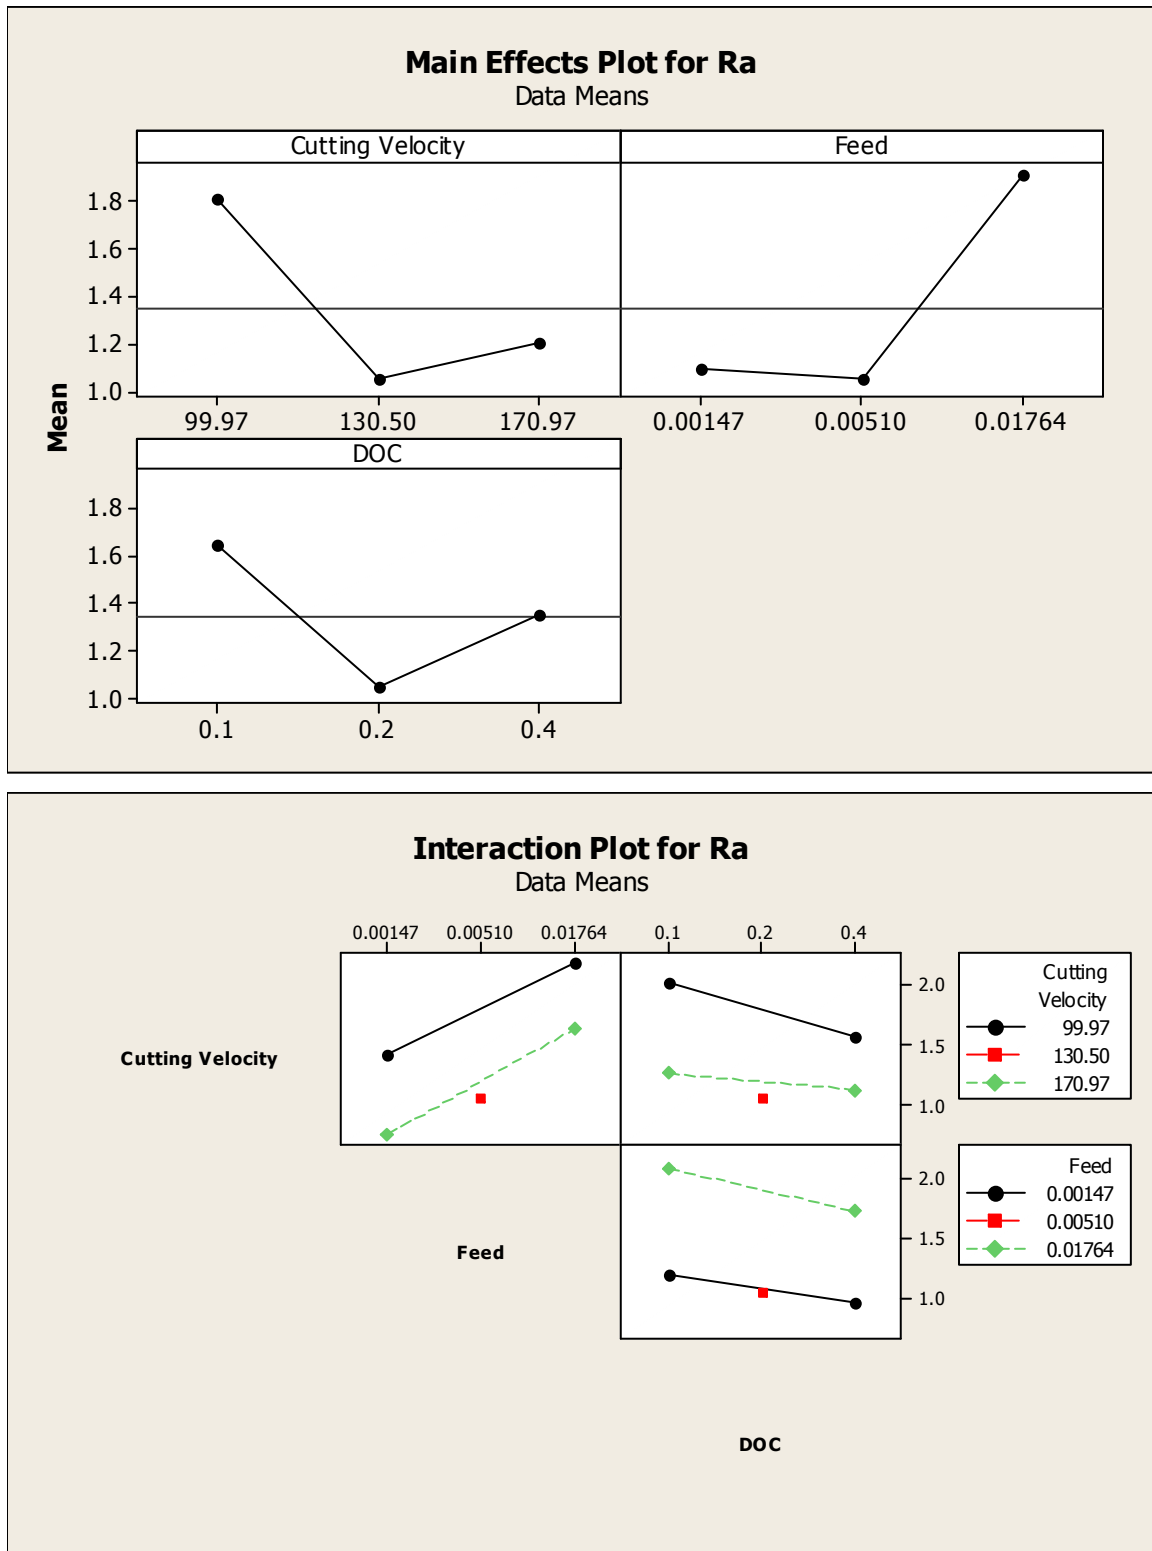 Main Effects Plot for Ra
Data Means
Cutting Velocity
Feed
1.8
1.6
1.4
1.2
1.0
99.97 130.50 170.97
0.00147 0.00510 0.01764
Mean
DOC
1.8
1.6
1.4
1.2
1.0
0.1 0.2 0.4
Interaction Plot for Ra
Data Means
0.00147 0.00510 0.01764
0.1 0.2 0.4
Cutting Velocity
2.0
1.5
1.0
Cutting
Velocity
99.97
130.50
170.97
Feed
2.0
1.5
1.0
Feed
0.00147
0.00510
0.01764
DOC